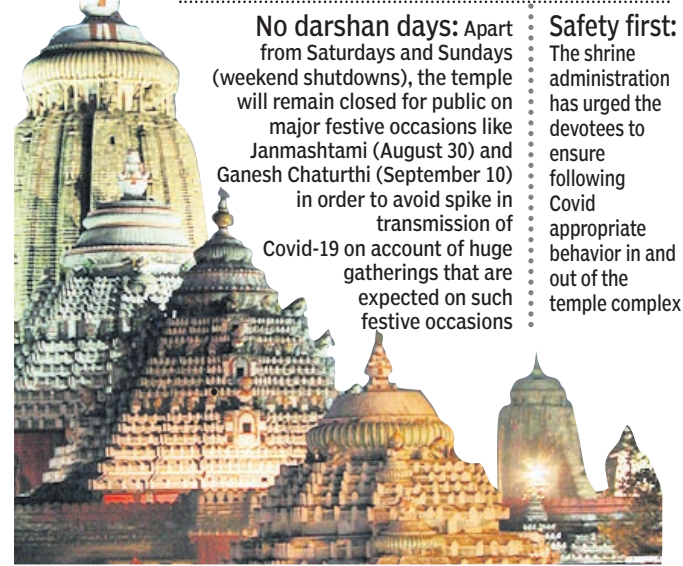 No darshan days: Apart
from Saturdays and Sundays
(weekend shutdowns), the temple
will remain closed for public on
major festive occasions like
Janmashtami (August 30) and
Ganesh Chaturthi (September 10)
in order to avoid spike in
transmission of
Covid-19 on account of huge
gatherings that are
expected on such
festive occasions
Safety first:
The shrine
administration
has urged the
devotees to
ensure
following
Covid
appropriate
behavior in and
out of the
temple complex